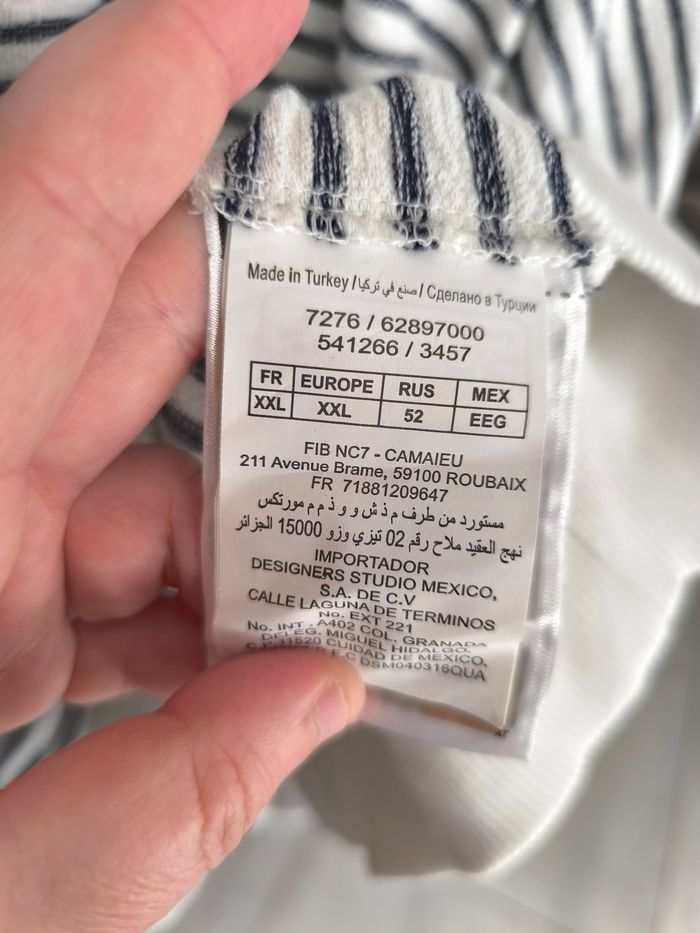 Made in Turkey / صنع في تركيا / Сделано в Турции
7276 / 62897000
541266 / 3457
FR EUROPE RUS MEX
XXL XXL 52 EEG
FIB NC7 - CAMAIEU
211 Avenue Brame, 59100 ROUBAIX
FR 71881209647
مستورد من طرف م ذ ش و و ذ م م مورتكس
نهج العقيد ملاح رقم 02 تيزي وزو 15000 الجزائر
IMPORTADOR
DESIGNERS STUDIO MEXICO,
S.A. DE C.V
CALLE LAGUNA DE TERMINOS
No. EXT 221
No. INT - A402 COL. GRANADA
DELEG. MIGUEL HIDALGO,
11520 CUIDAD DE MEXICO,
DSM040316QUA